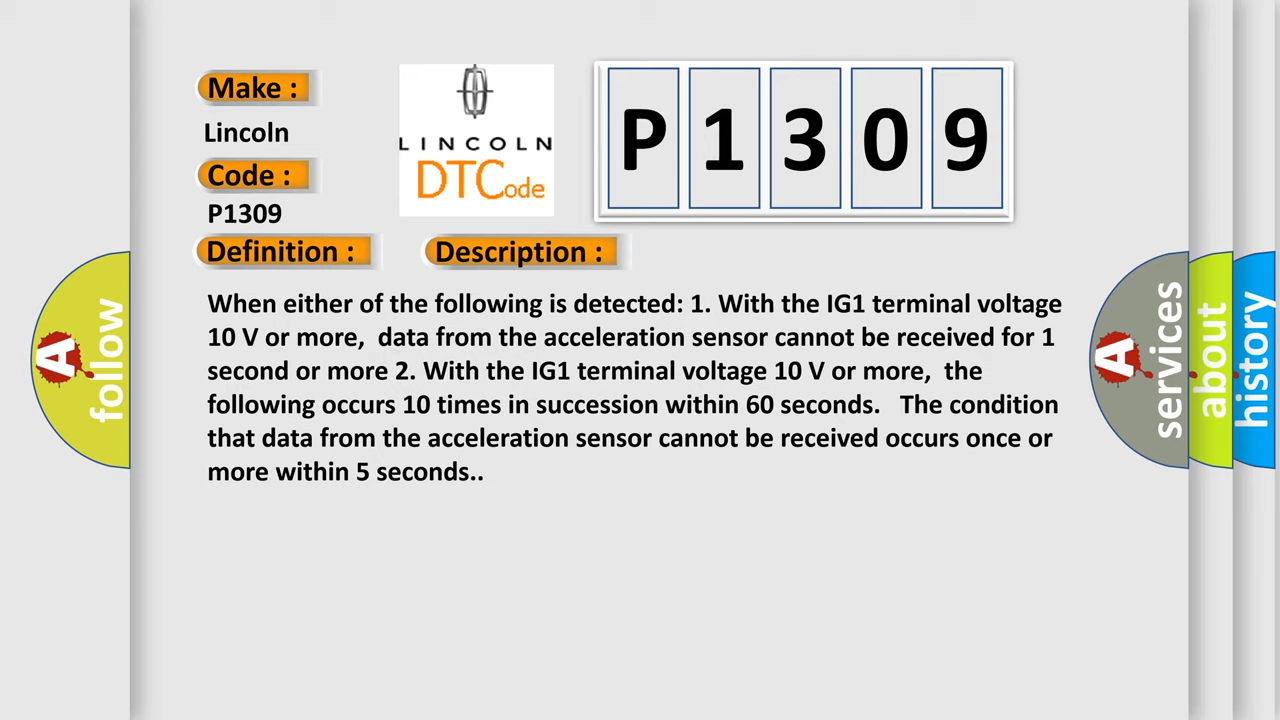 Make :
Lincoln
Code :
P1309
LINCOLN
DTCode
P1309
Definition :
Description :
When either of the following is detected: 1. With the IG1 terminal voltage
10 V or more,  data from the acceleration sensor cannot be received for 1
second or more 2. With the IG1 terminal voltage 10 V or more,  the
following occurs 10 times in succession within 60 seconds.   The condition
that data from the acceleration sensor cannot be received occurs once or
more within 5 seconds..
A follow
A services
about
history